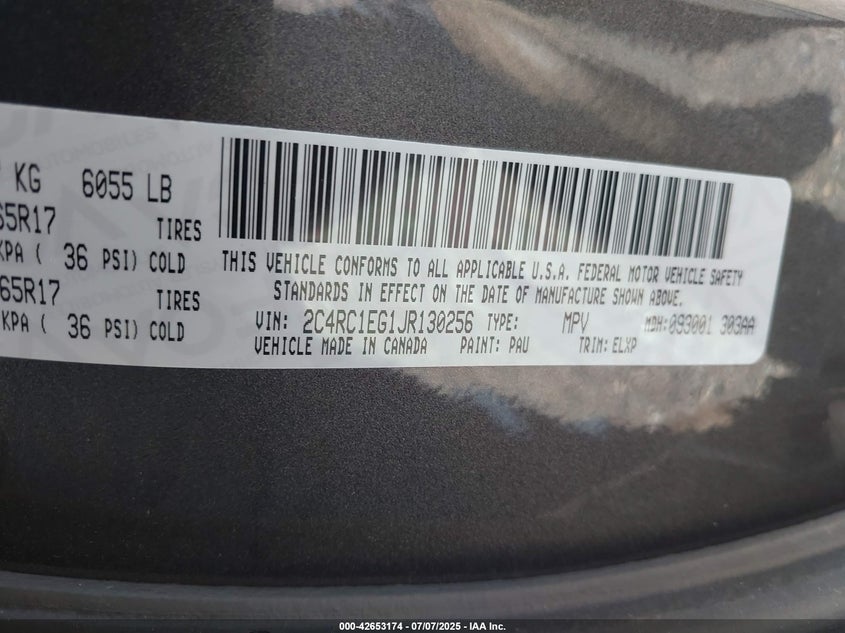 KG 6055 LB
65R17 TIRES
KPA ( 36 PSI) COLD
65R17 TIRES
KPA ( 36 PSI) COLD
THIS VEHICLE CONFORMS TO ALL APPLICABLE U.S.A. FEDERAL MOTOR VEHICLE SAFETY
STANDARDS IN EFFECT ON THE DATE OF MANUFACTURE SHOWN ABOVE.
VIN: 2C4RC1EG1JR130256 TYPE: MPV MDH:093001 303AA
VEHICLE MADE IN CANADA PAINT: PAU TRIM: ELXP
000-42653174 / 07/07/2025 - IAA Inc.